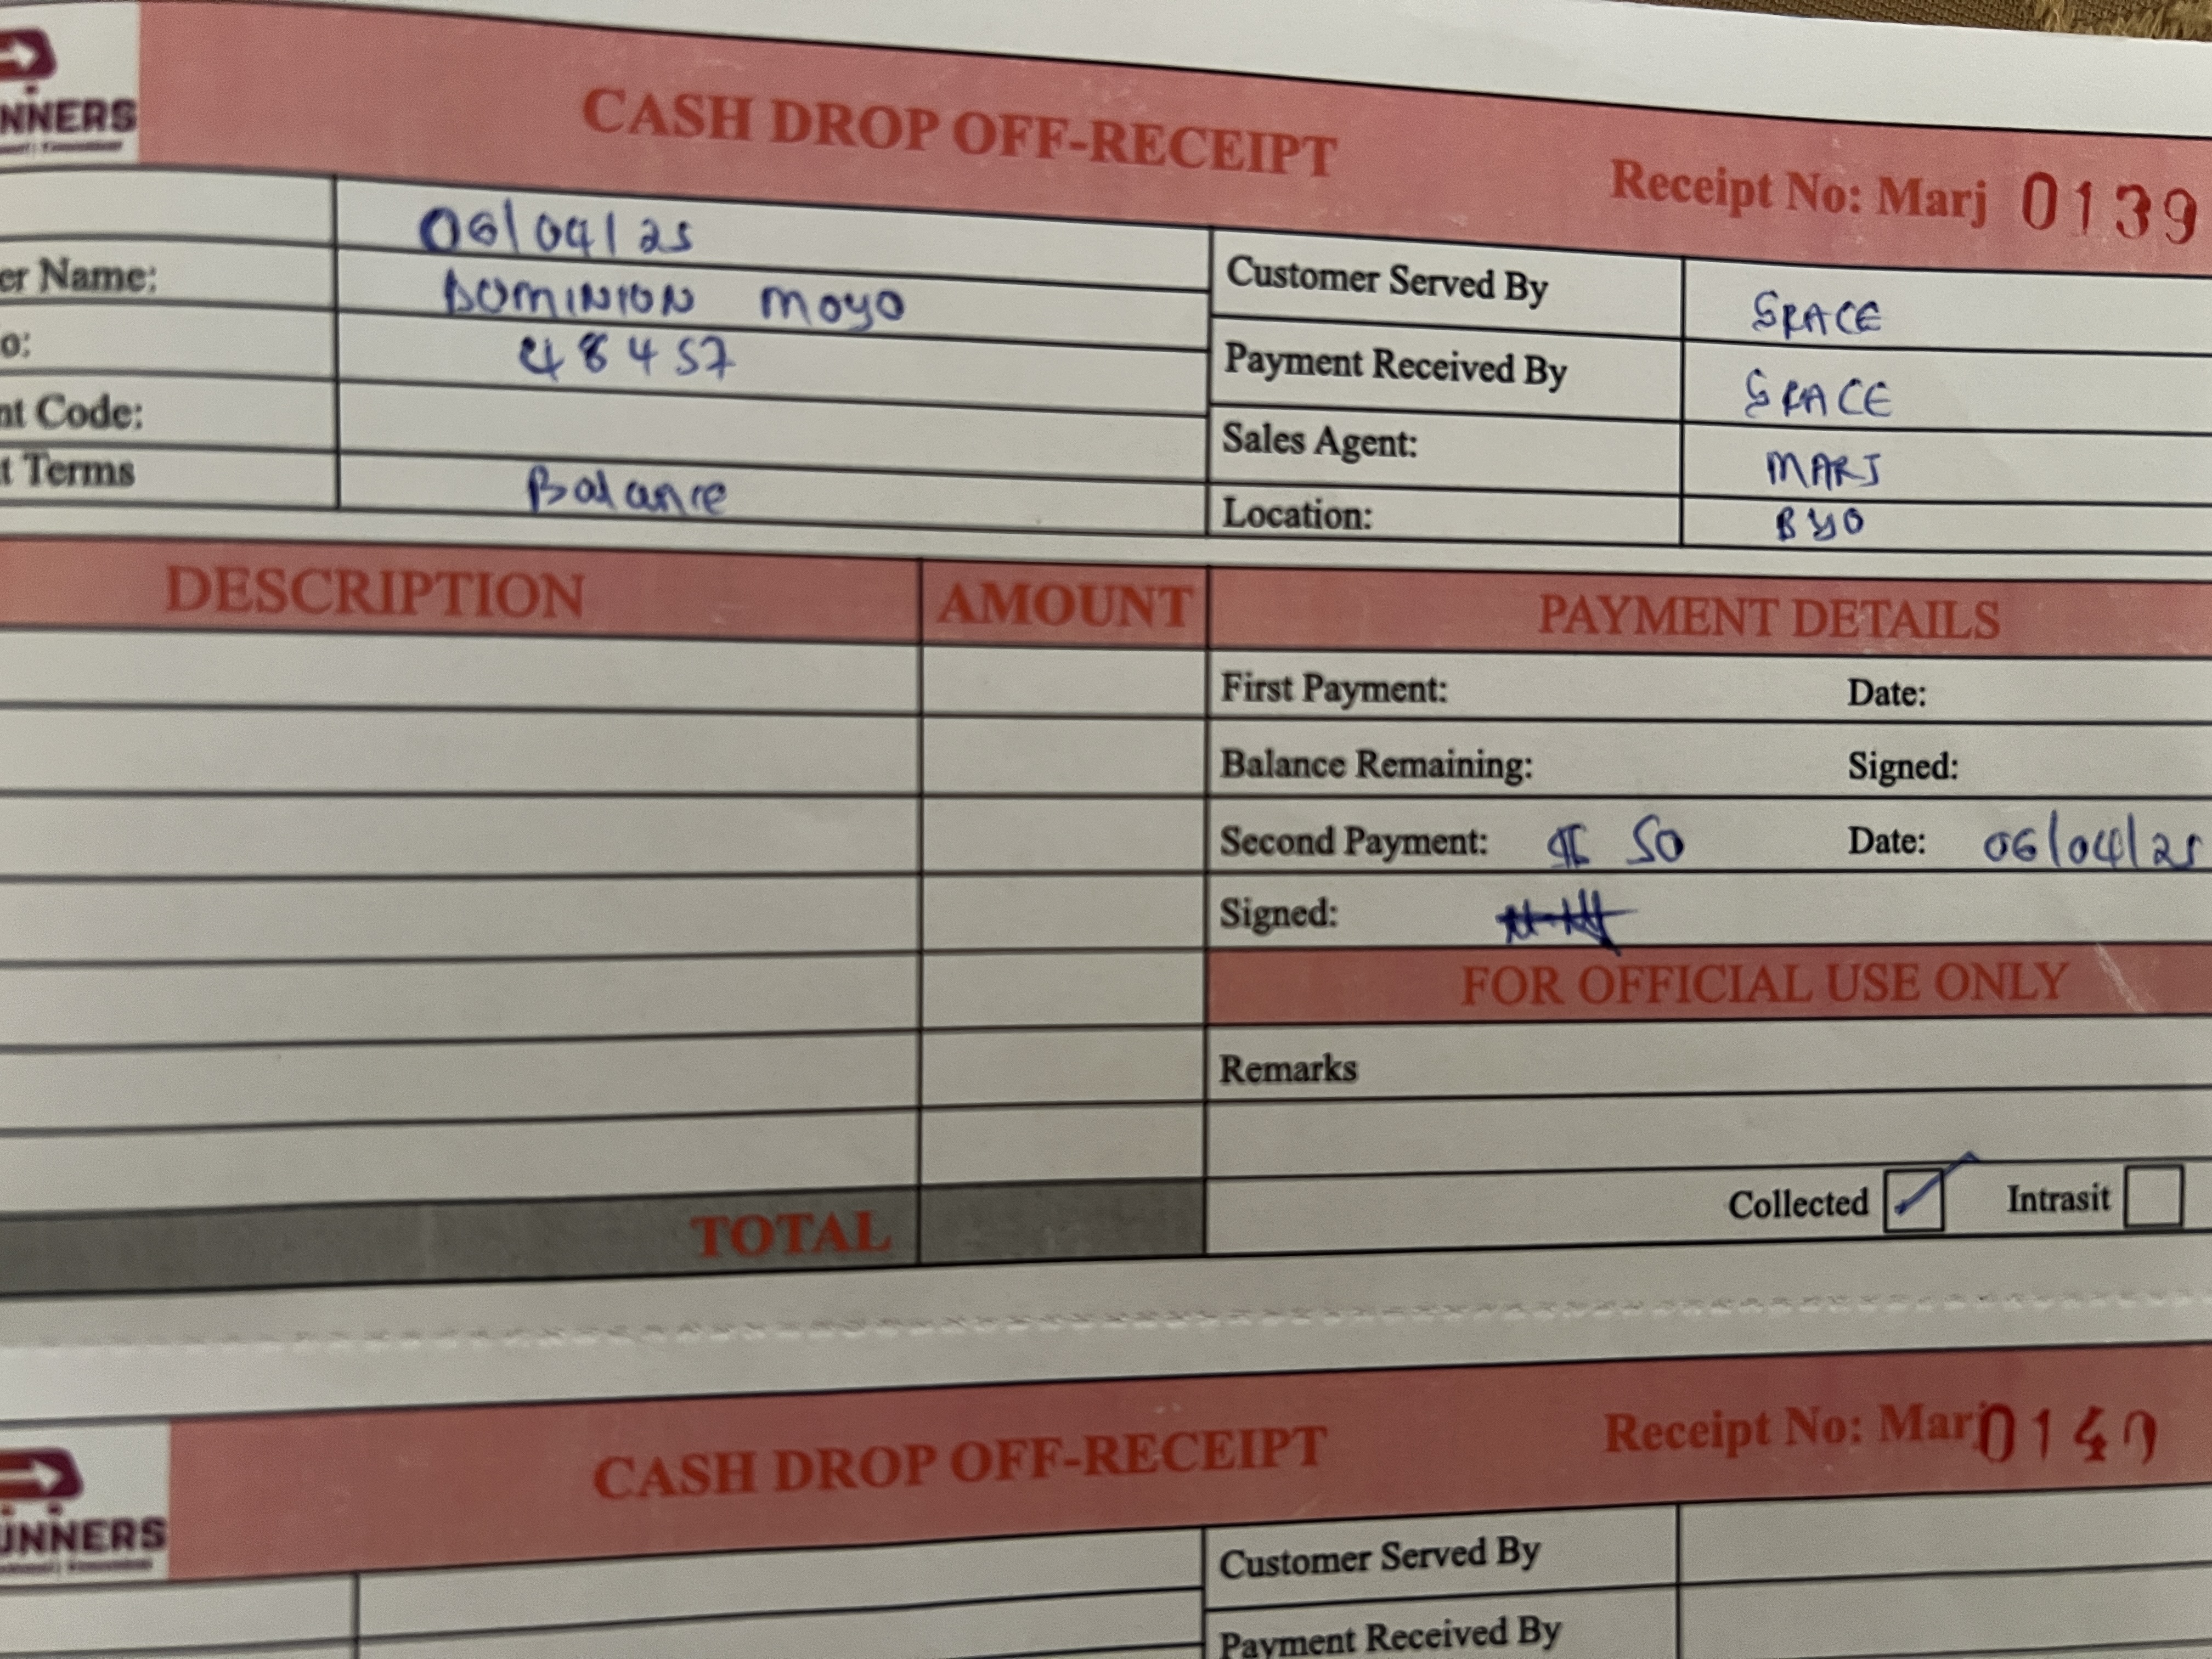 NNERS
CASH DROP OFF-RECEIPT
Receipt No: Marj 0139
06/04/25
er Name: DOMINION MOYO
o: 48457
nt Code:
t Terms Balance
Customer Served By GRACE
Payment Received By GRACE
Sales Agent: MARJ
Location: BYO
DESCRIPTION AMOUNT PAYMENT DETAILS
First Payment: Date:
Balance Remaining: Signed:
Second Payment: $ 50 Date: 06/04/25
Signed:
FOR OFFICIAL USE ONLY
Remarks
Collected Intrasit
TOTAL
UNNERS
CASH DROP OFF-RECEIPT
Receipt No: Marj 0140
Customer Served By
Payment Received By